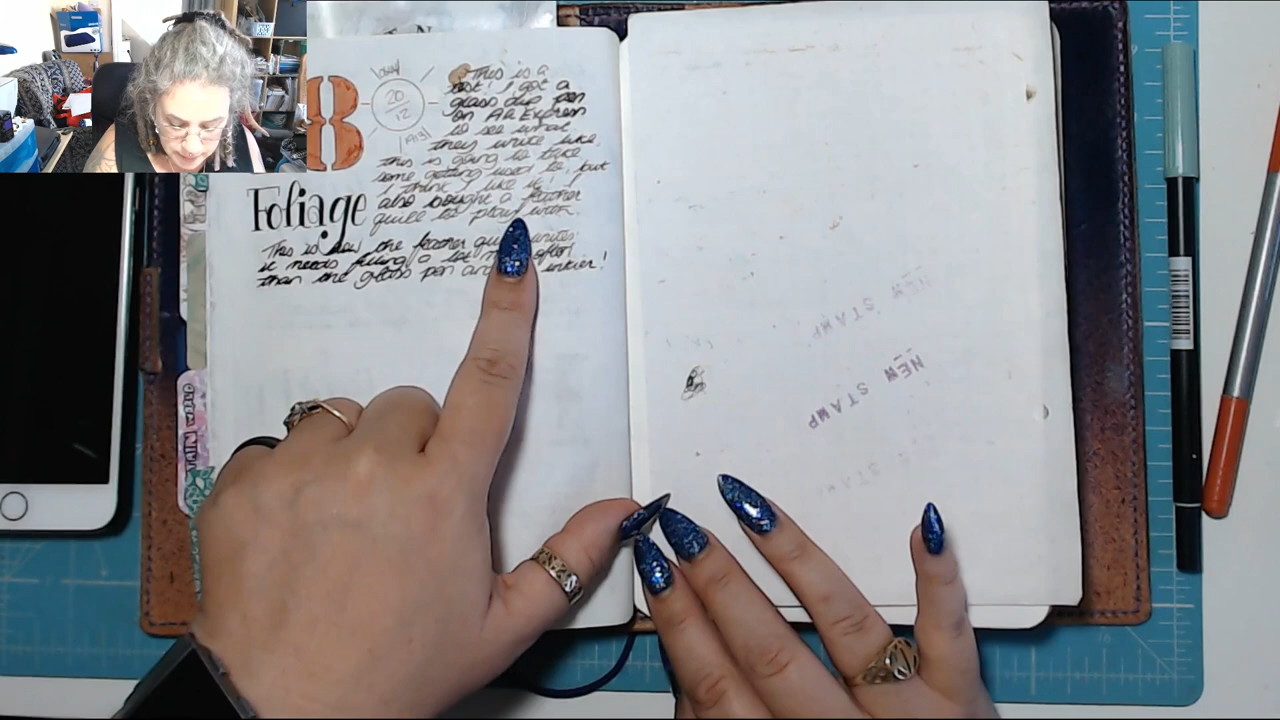 8
20
12
This is a
test! I got a
glass dip pen
on Ali Express
to see what
they write like.
this is going to take
some getting used to, but
I think I like it! I
also bought a feather
quill to play with.
Foliage
This is how the feather quill writes.
it needs filling a lot more often
than the glass pen and inkier!
NEW STAMP
NEW STAMP
STAM